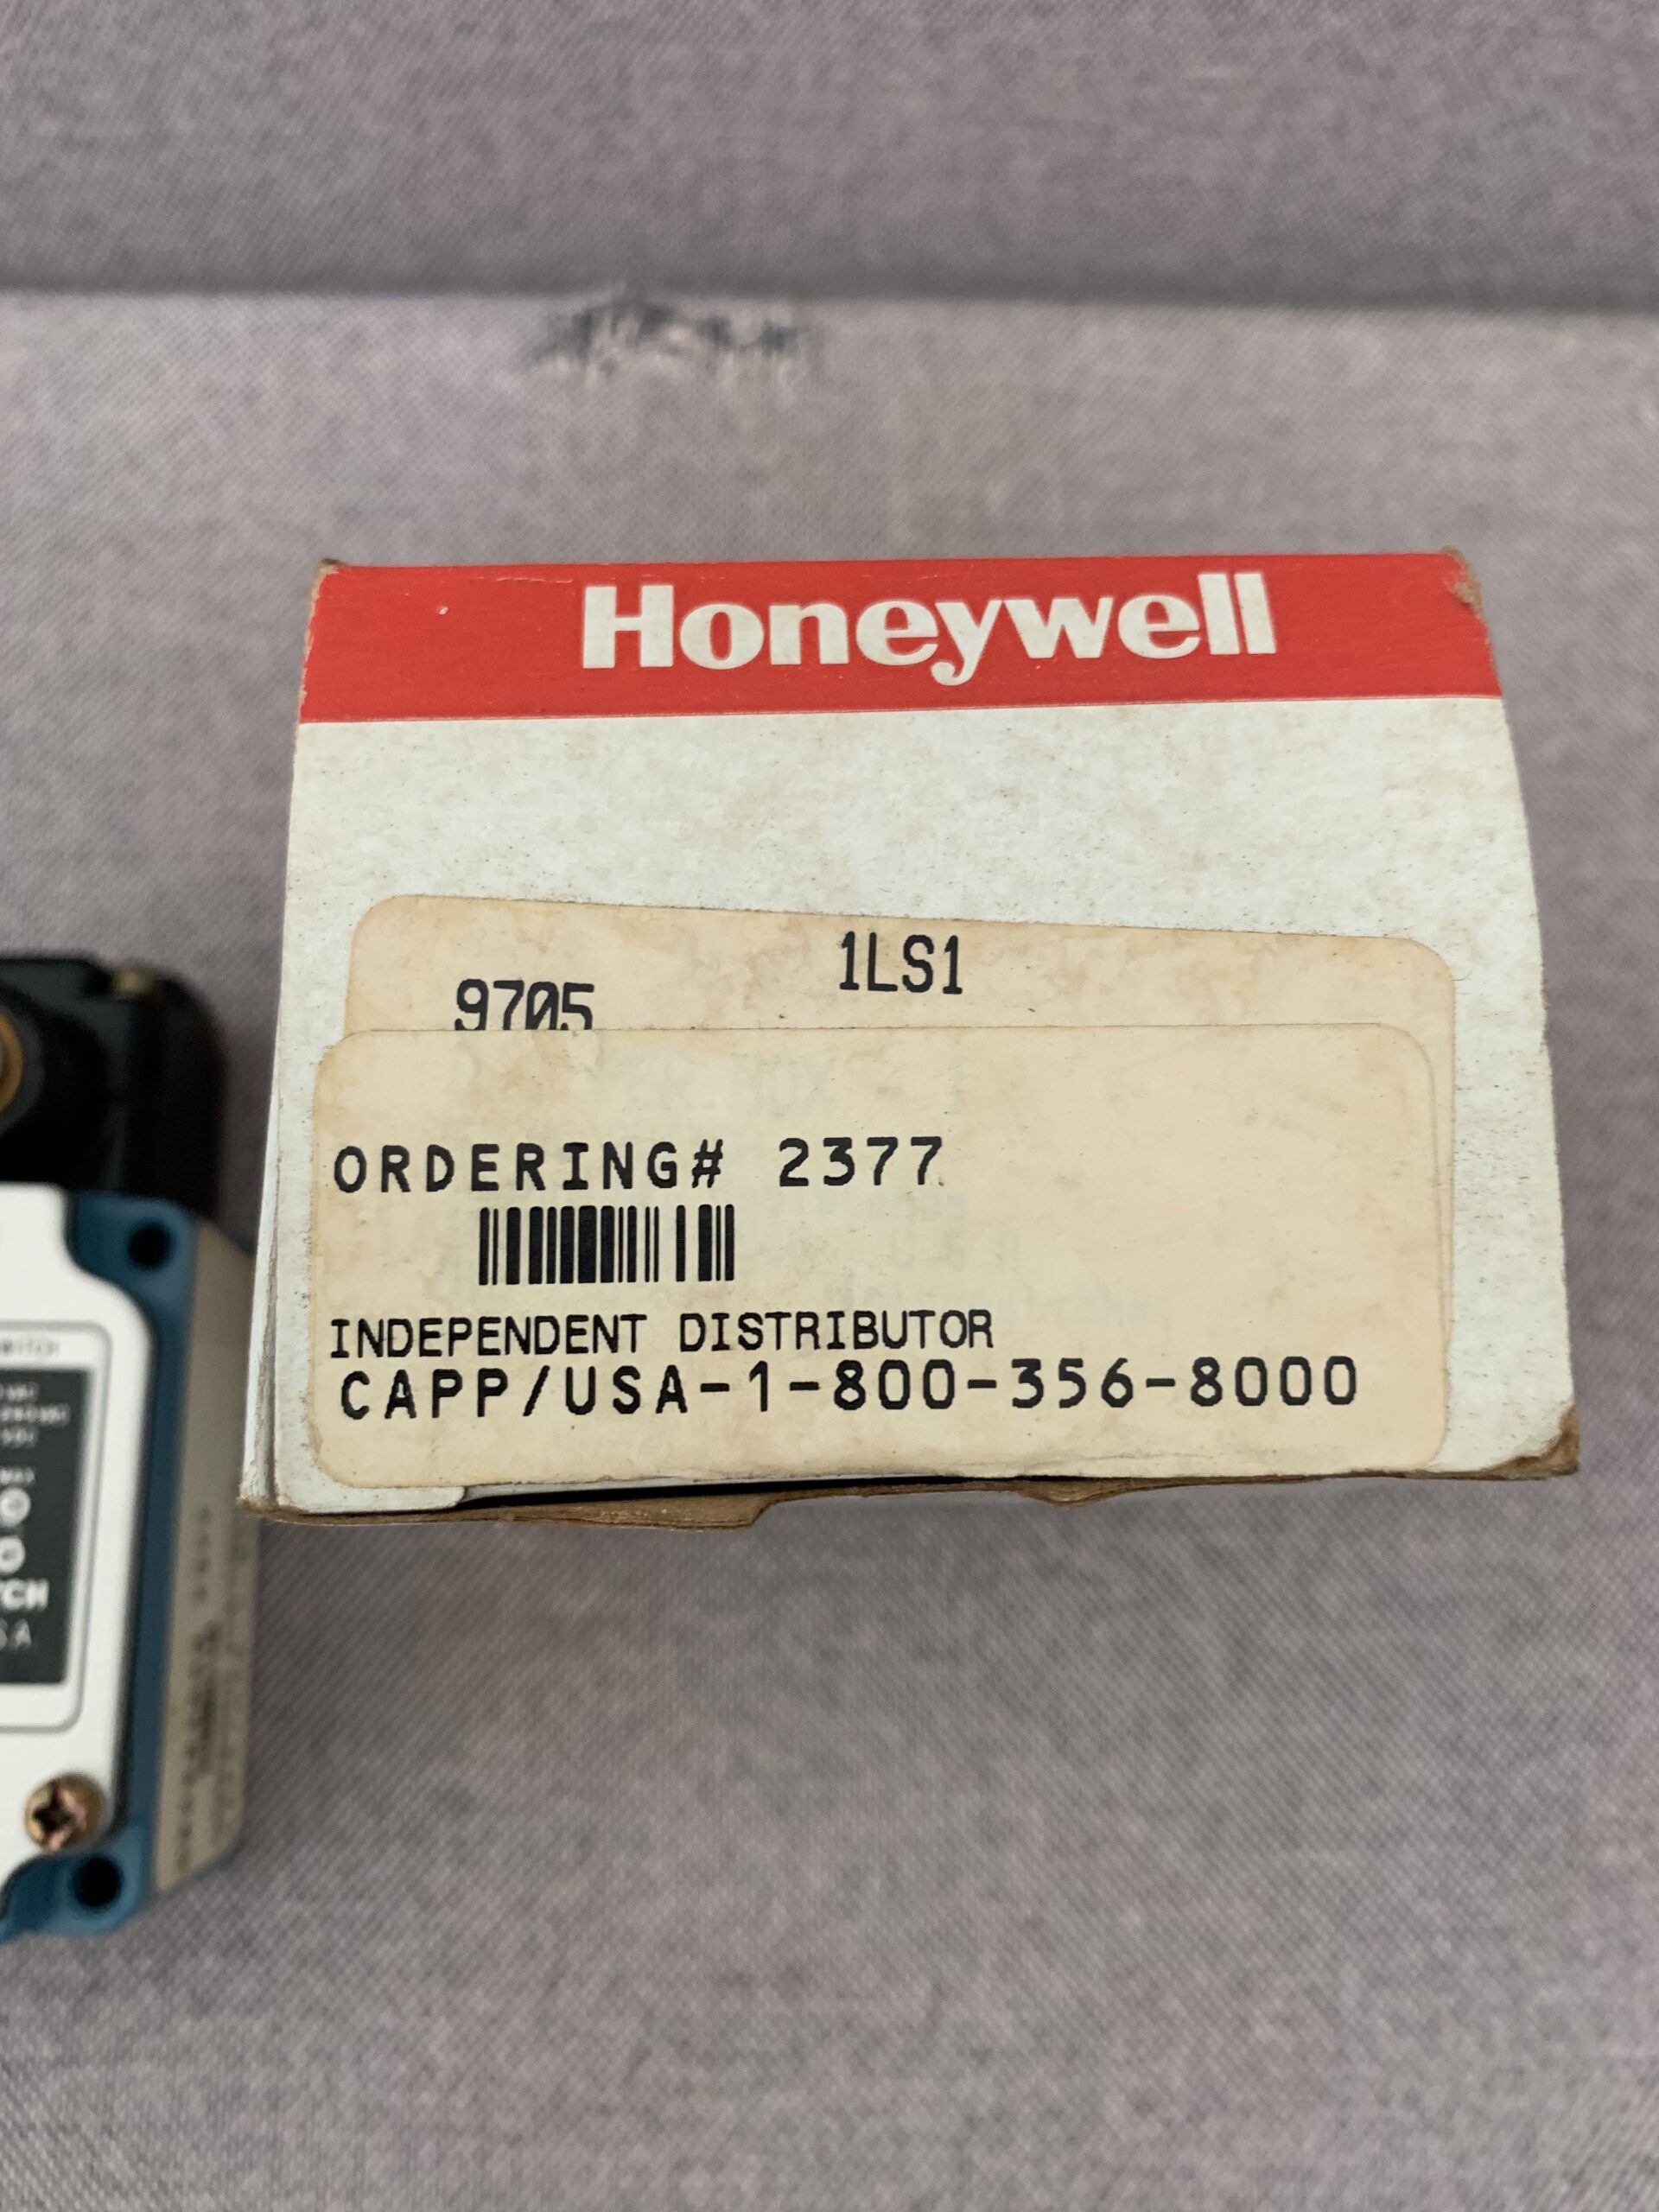 Honeywell
1LS1
9705
ORDERING# 2377
INDEPENDENT DISTRIBUTOR
CAPP/USA-1-800-356-8000